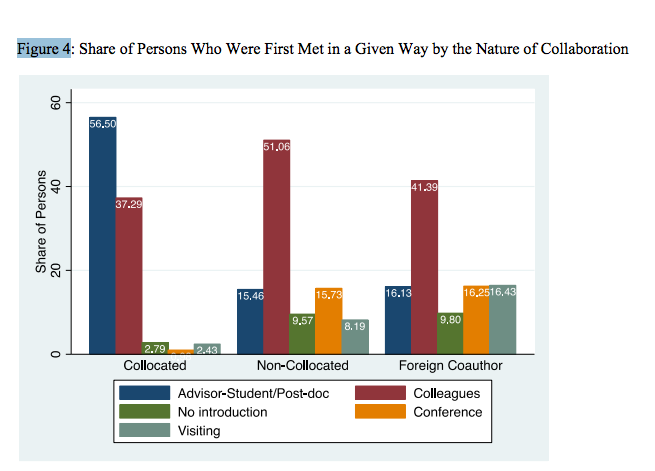 Figure 4: Share of Persons Who Were First Met in a Given Way by the Nature of Collaboration
Share of Persons
60
40
20
0
56.50
37.29
2.79
2.43
15.46
51.06
9.57
15.73
8.19
16.13
41.39
9.80
16.25
16.43
Collocated
Non-Collocated
Foreign Coauthor
Advisor-Student/Post-doc
Colleagues
No introduction
Conference
Visiting